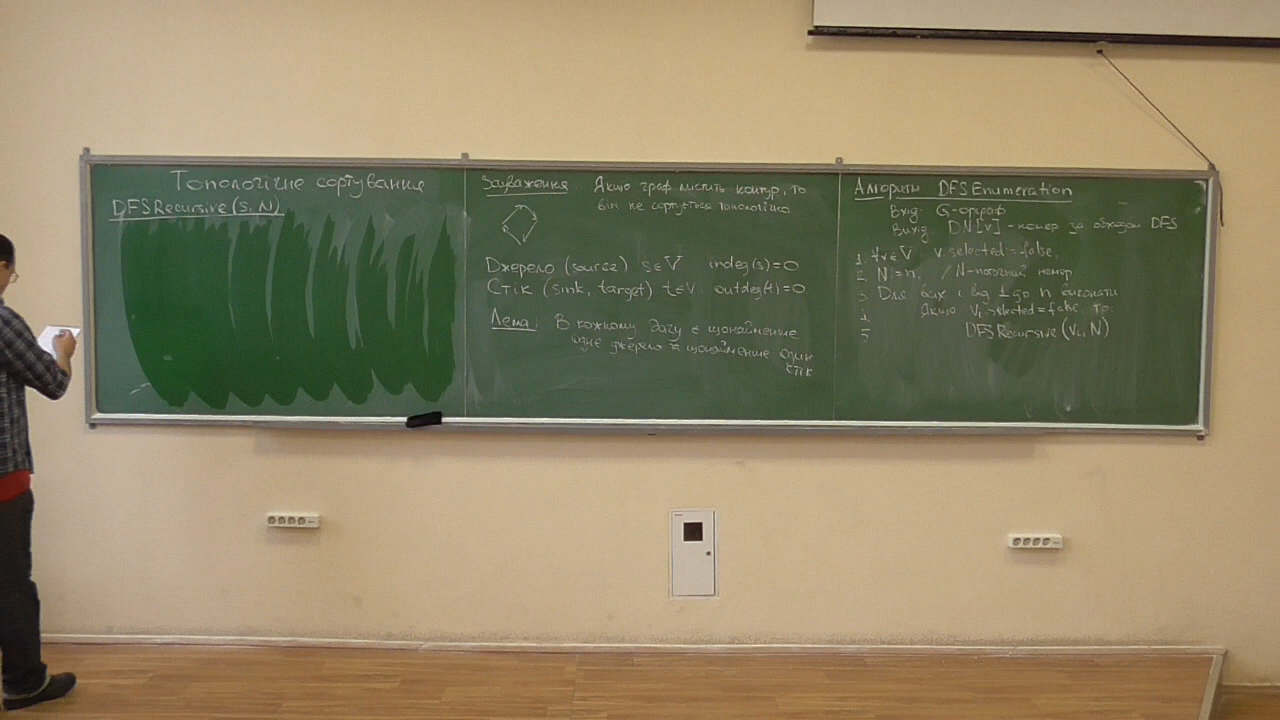 Топологічне сортування
DFSRecursive (S, N)
Зауваження Якщо граф містить контур, то
він не сортується топологічно
Джерело (source) s∈V indeg(s)=0
Стік (sink, target) t∈V outdeg(t)=0
Лема: В кожному дагу є щонайменше
одне джерело та щонайменше один
стік
Алгоритм DFSEnumeration
Вхід G-орграф
Вихід DN[v] - номер за обходом DFS
1. ∀v∈V v.selected=false,
2. N=n, // N-поточний номер
3. Для всіх i від 1 до n виконати
4. Якщо vi.selected=false, то
5. DFSRecursive(vi, N)